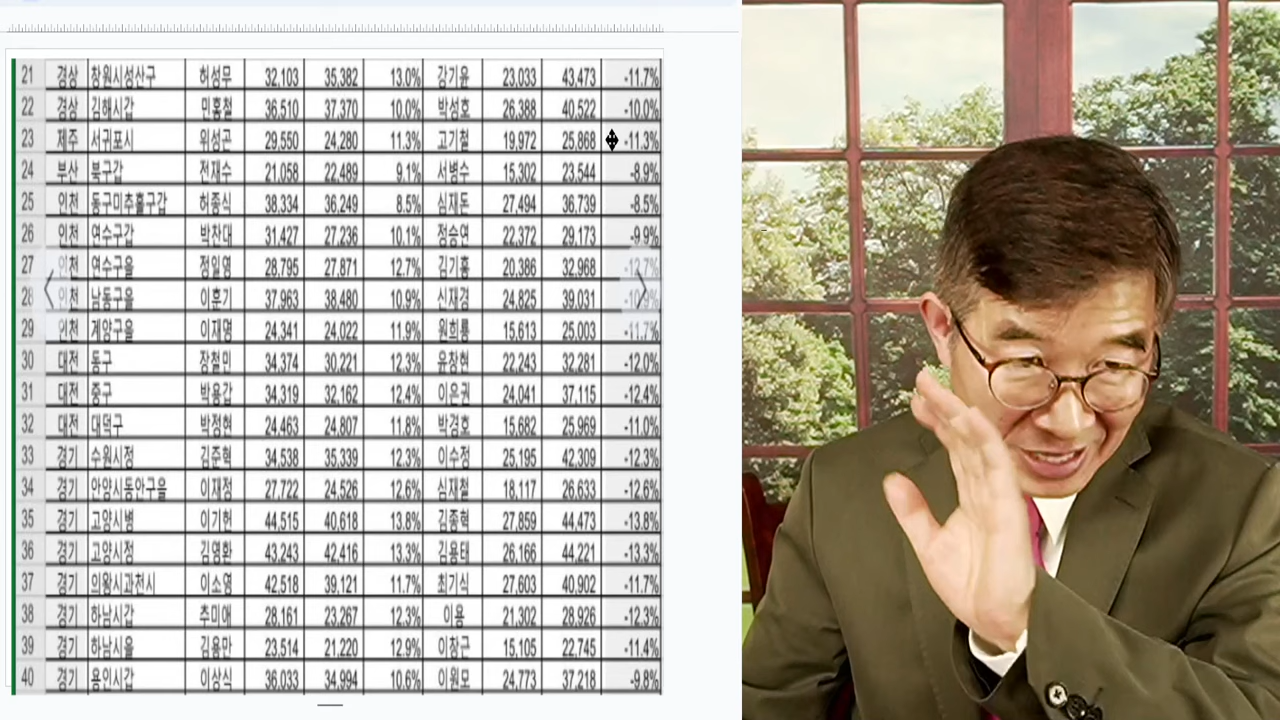 21 경상 창원시성산구 허성무 32,103 35,382 13.0% 강기윤 23,033 43,473 -11.7%
22 경상 김해시갑 민홍철 36,510 37,370 10.0% 박성호 26,388 40,522 -10.0%
23 제주 서귀포시 위성곤 29,550 24,280 11.3% 고기철 19,972 25,868 -11.3%
24 부산 북구갑 전재수 21,058 22,489 9.1% 서병수 15,302 23,544 -8.9%
25 인천 동구미추홀구갑 허종식 38,334 36,249 8.5% 심재돈 27,494 36,739 -8.5%
26 인천 연수구갑 박찬대 31,427 27,236 10.1% 정승연 22,372 29,173 -9.9%
27 인천 연수구을 정일영 28,795 27,871 12.7% 김기흥 20,386 32,968 -12.7%
28 인천 남동구을 이훈기 37,963 38,480 10.9% 신재경 24,825 39,031 -10.9%
29 인천 계양구을 이재명 24,341 24,022 11.9% 원희룡 15,613 25,003 -11.7%
30 대전 동구 장철민 34,374 30,221 12.3% 윤창현 22,243 32,281 -12.0%
31 대전 중구 박용갑 34,319 32,162 12.4% 이은권 24,041 37,115 -12.4%
32 대전 대덕구 박정현 24,463 24,807 11.8% 박경호 15,682 25,969 -11.0%
33 경기 수원시정 김준혁 34,538 35,339 12.3% 이수정 25,195 42,309 -12.3%
34 경기 안양시동안구을 이재정 27,722 24,526 12.6% 심재철 18,117 26,633 -12.6%
35 경기 고양시병 이기헌 44,515 40,618 13.8% 김종혁 27,859 44,473 -13.8%
36 경기 고양시정 김영환 43,243 42,416 13.3% 김용태 26,166 44,221 -13.3%
37 경기 의왕시과천시 이소영 42,518 39,121 11.7% 최기식 27,603 40,902 -11.7%
38 경기 하남시갑 추미애 28,161 23,267 12.3% 이용 21,302 28,926 -12.3%
39 경기 하남시을 김용만 23,514 21,220 12.9% 이창근 15,105 22,745 -11.4%
40 경기 용인시갑 이상식 36,033 34,994 10.6% 이원모 24,773 37,218 -9.8%